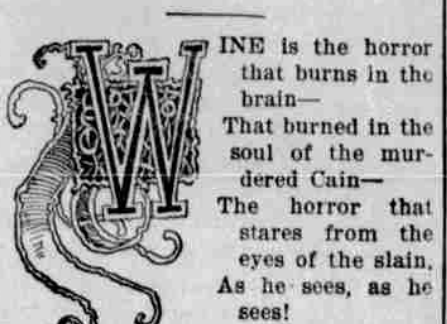 WINE is the horror
that burns in the
brain—
That burned in the
soul of the mur-
dered Cain—
The horror that
stares from the
eyes of the slain,
As he sees, as he
sees!